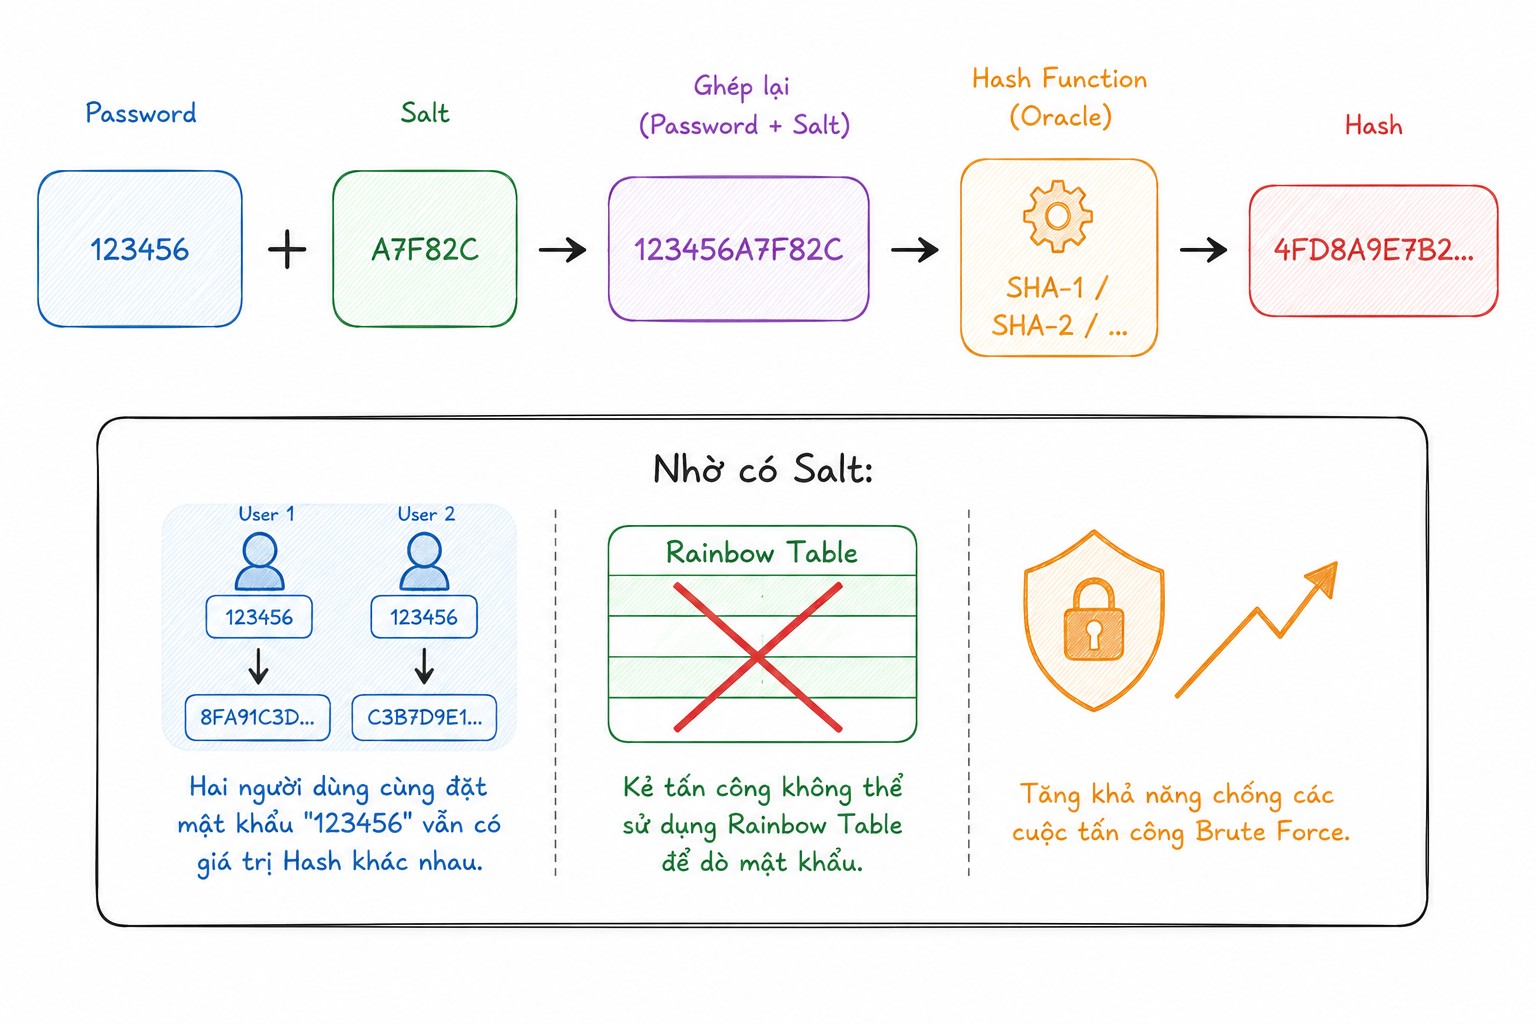 Password
Salt
Ghép lại
(Password + Salt)
Hash Function
(Oracle)
Hash
123456
+
A7F82C
123456A7F82C
SHA-1 /
SHA-2 / ...
4FD8A9E7B2...
Nhờ có Salt:
User 1
User 2
123456
123456
8FA91C3D...
C3B7D9E1...
Hai người dùng cùng đặt
mật khẩu "123456" vẫn có
giá trị Hash khác nhau.
Rainbow Table
Kẻ tấn công không thể
sử dụng Rainbow Table
để dò mật khẩu.
Tăng khả năng chống các
cuộc tấn công Brute Force.